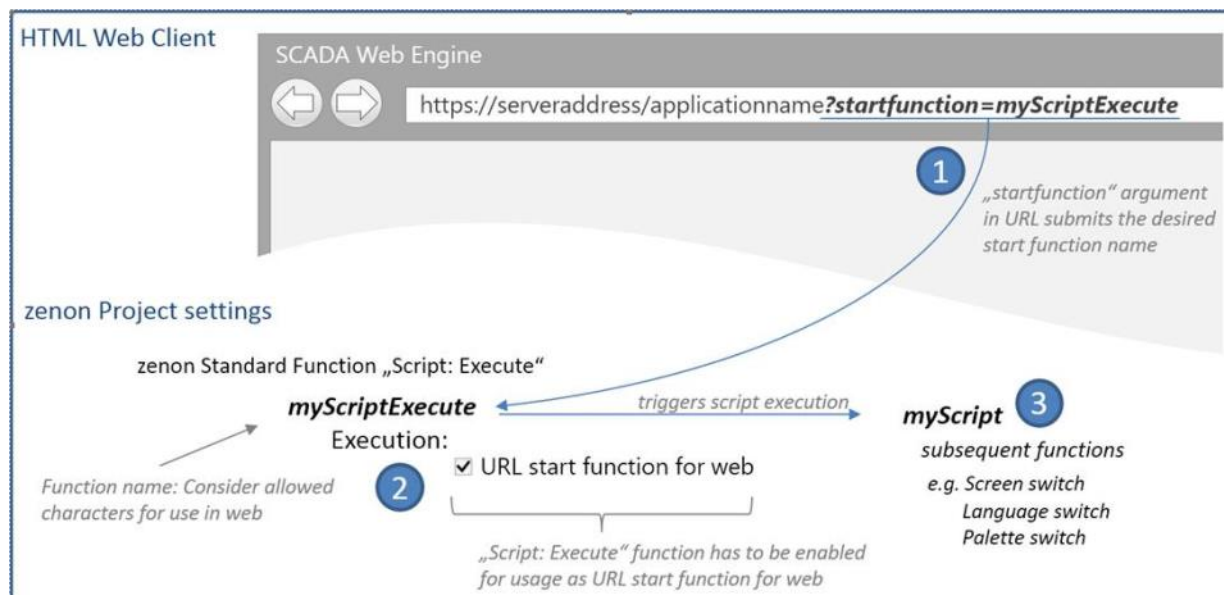 HTML Web Client
SCADA Web Engine
https://serveraddress/applicationname?startfunction=myScriptExecute
1
„startfunction“ argument
in URL submits the desired
start function name
zenon Project settings
zenon Standard Function „Script: Execute“
myScriptExecute
triggers script execution
myScript
3
Execution:
subsequent functions
2
URL start function for web
e.g. Screen switch
Language switch
Palette switch
Function name: Consider allowed
characters for use in web
„Script: Execute“ function has to be enabled
for usage as URL start function for web